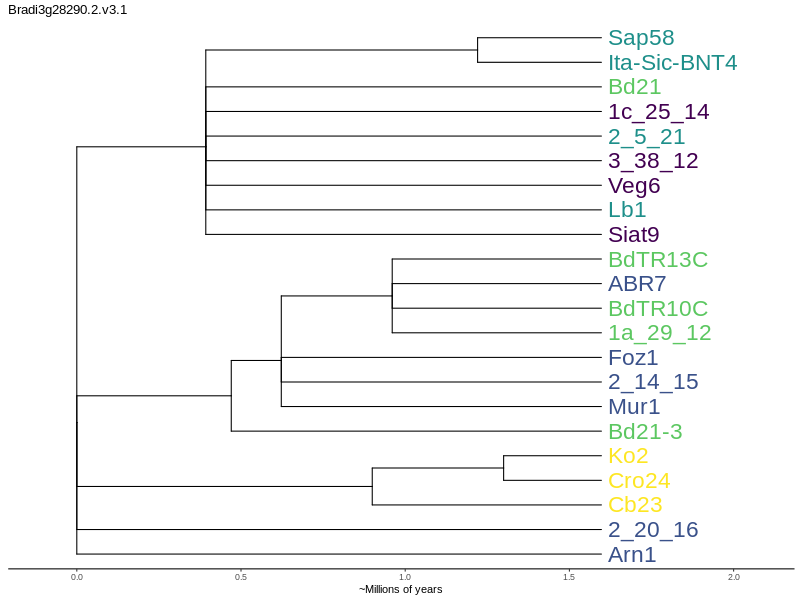 Bradi3g28290.2.v3.1
Sap58
Ita-Sic-BNT4
Bd21
1c_25_14
2_5_21
3_38_12
Veg6
Lb1
Siat9
BdTR13C
ABR7
BdTR10C
1a_29_12
Foz1
2_14_15
Mur1
Bd21-3
Ko2
Cro24
Cb23
2_20_16
Arn1
0.0 0.5 1.0 1.5 2.0
~Millions of years